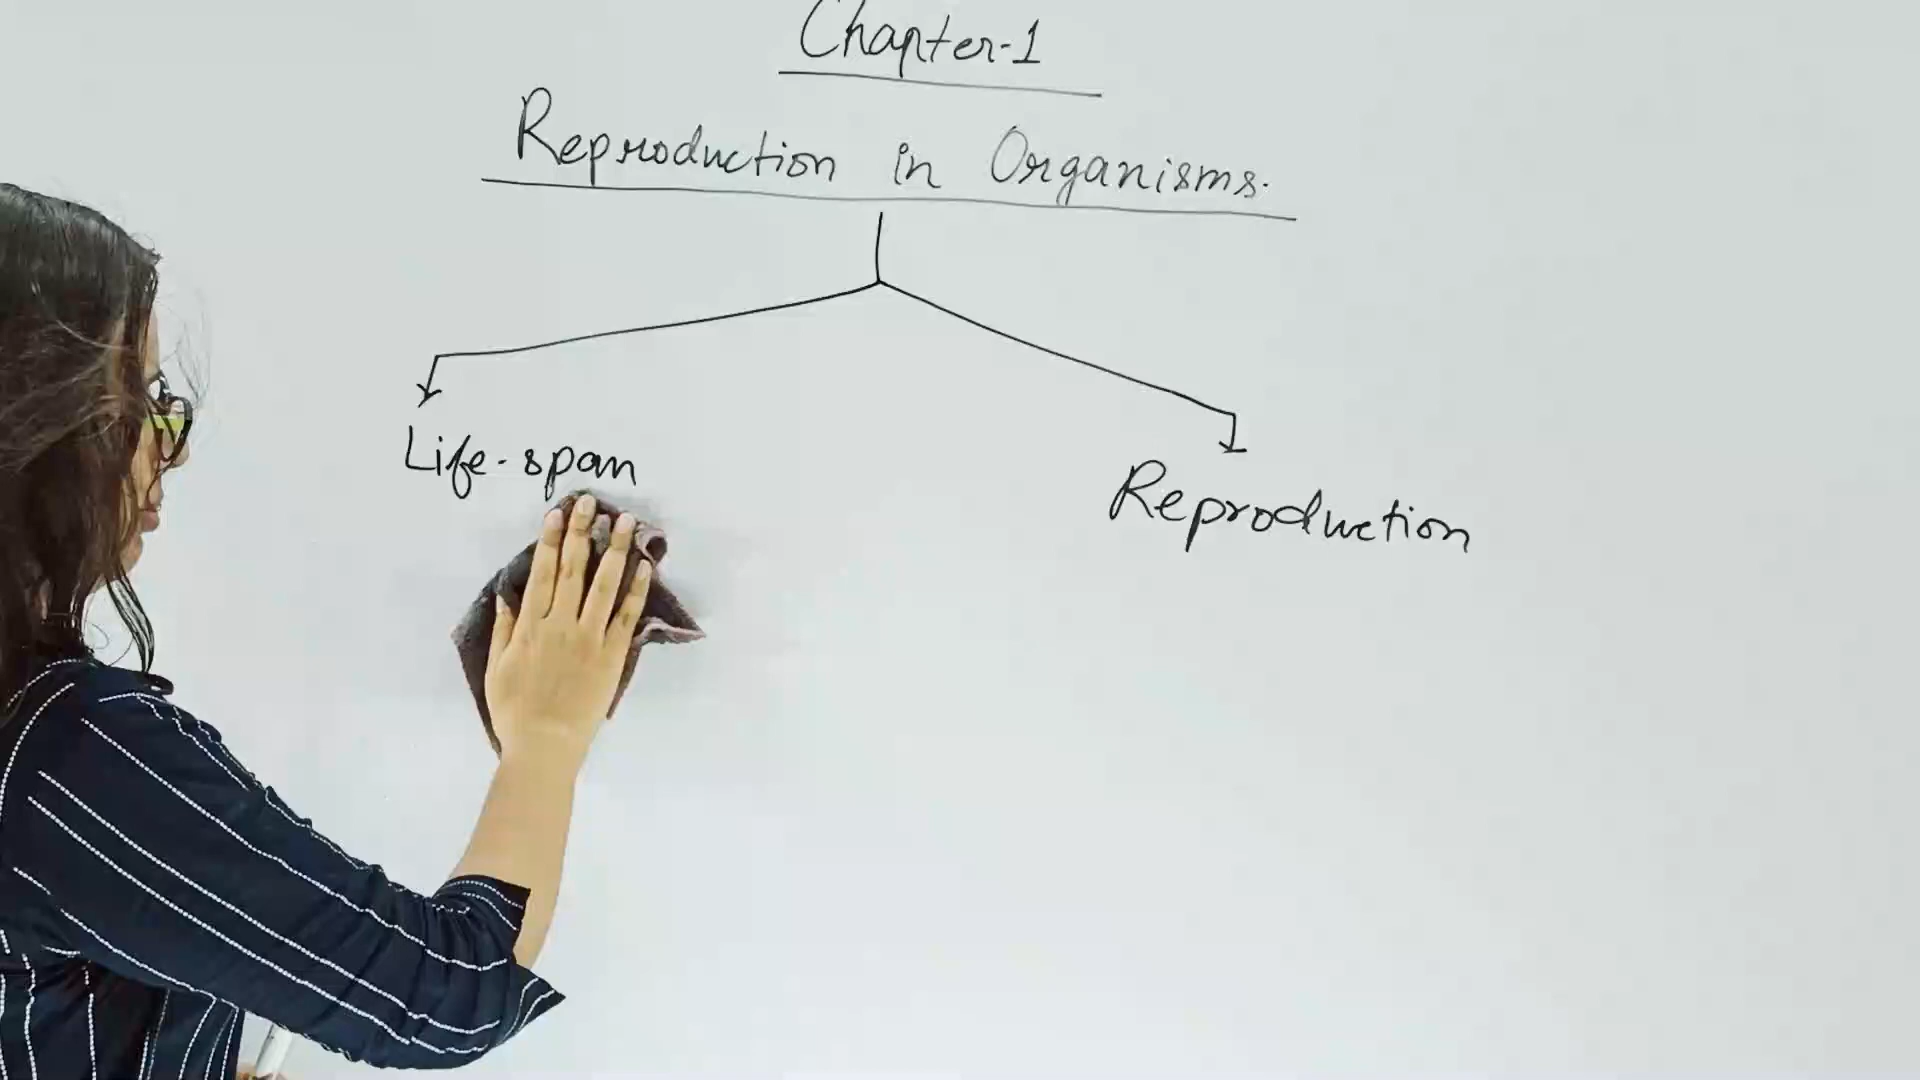 Chapter-1
Reproduction in Organisms.
Life-span
Reproduction